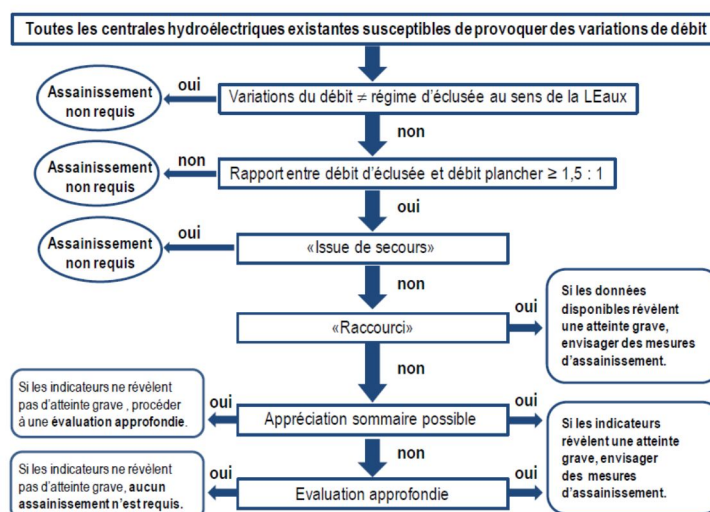 Toutes les centrales hydroélectriques existantes susceptibles de provoquer des variations de débit
Assainissement
non requis
oui
Variations du débit ≠ régime d'éclusée au sens de la LEaux
non
Assainissement
non requis
non
Rapport entre débit d'éclusée et débit plancher ≥ 1,5 : 1
oui
Assainissement
non requis
oui
«Issue de secours»
non
«Raccourci»
oui
Si les données
disponibles révèlent
une atteinte grave,
envisager des mesures
d'assainissement.
non
Si les indicateurs ne révèlent
pas d'atteinte grave , procéder
à une évaluation approfondie.
oui
Appréciation sommaire possible
oui
Si les indicateurs
révèlent une atteinte
grave, envisager
des mesures
d'assainissement.
non
Si les indicateurs ne révèlent
pas d'atteinte grave, aucun
assainissement n'est requis.
oui
Evaluation approfondie
oui